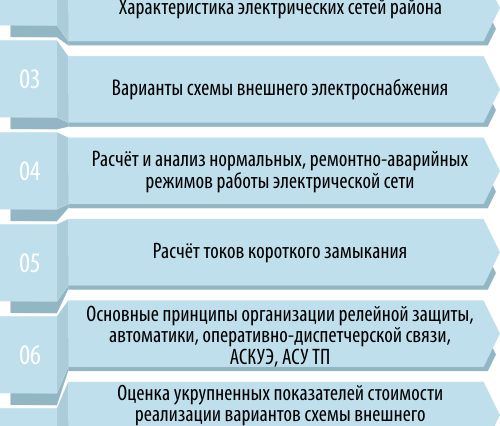 Характеристика электрических сетей района
03
Варианты схемы внешнего электроснабжения
04
Расчёт и анализ нормальных, ремонтно-аварийных
режимов работы электрической сети
05
Расчёт токов короткого замыкания
06
Основные принципы организации релейной защиты,
автоматики, оперативно-диспетчерской связи,
АСКУЭ, АСУ ТП
Оценка укрупненных показателей стоимости
реализации вариантов схемы внешнего